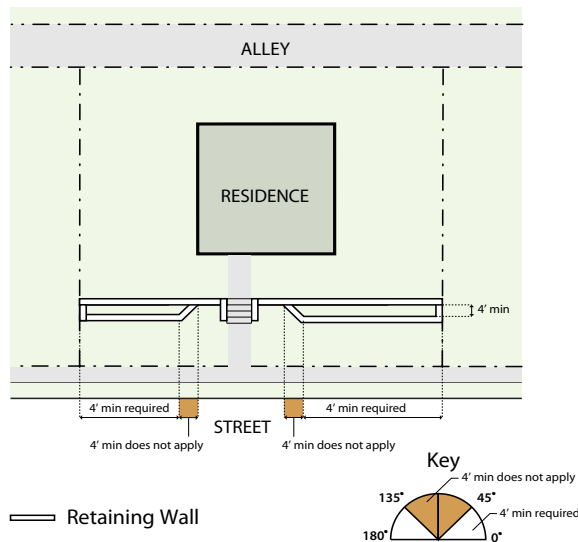 ALLEY
RESIDENCE
4' min
4' min required
4' min required
STREET
4' min does not apply
4' min does not apply
Key
4' min does not apply
135°
45°
4' min required
180°
0°
Retaining Wall